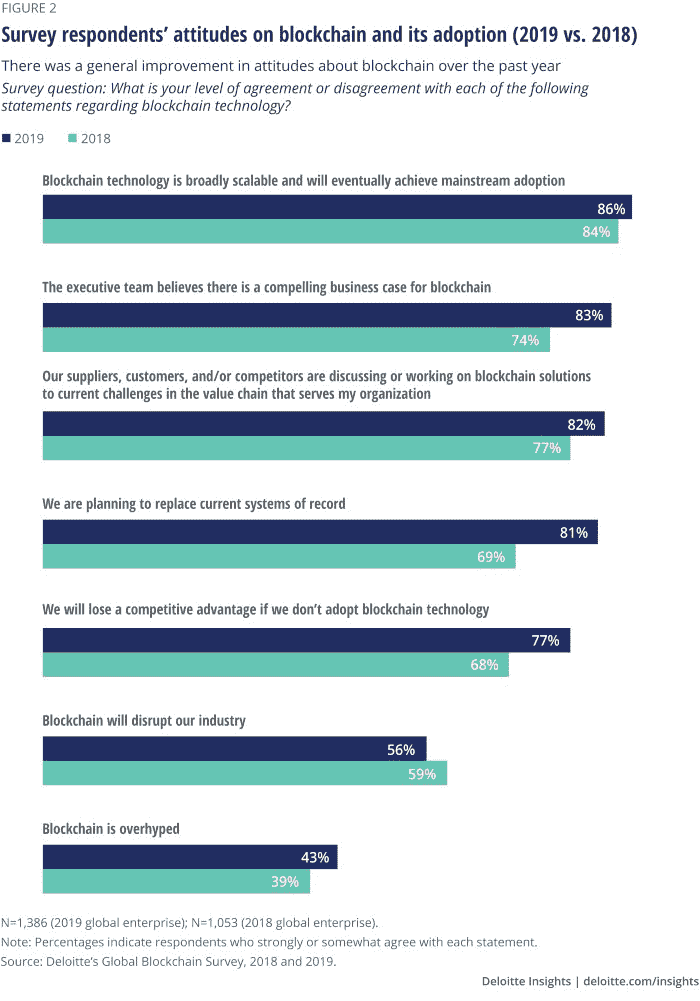 FIGURE 2
Survey respondents’ attitudes on blockchain and its adoption (2019 vs. 2018)
There was a general improvement in attitudes about blockchain over the past year
Survey question: What is your level of agreement or disagreement with each of the following
statements regarding blockchain technology?
2019 2018
Blockchain technology is broadly scalable and will eventually achieve mainstream adoption
86%
84%
The executive team believes there is a compelling business case for blockchain
83%
74%
Our suppliers, customers, and/or competitors are discussing or working on blockchain solutions
to current challenges in the value chain that serves my organization
82%
77%
We are planning to replace current systems of record
81%
69%
We will lose a competitive advantage if we don’t adopt blockchain technology
77%
68%
Blockchain will disrupt our industry
56%
59%
Blockchain is overhyped
43%
39%
N=1,386 (2019 global enterprise); N=1,053 (2018 global enterprise).
Note: Percentages indicate respondents who strongly or somewhat agree with each statement.
Source: Deloitte’s Global Blockchain Survey, 2018 and 2019.
Deloitte Insights | deloitte.com/insights